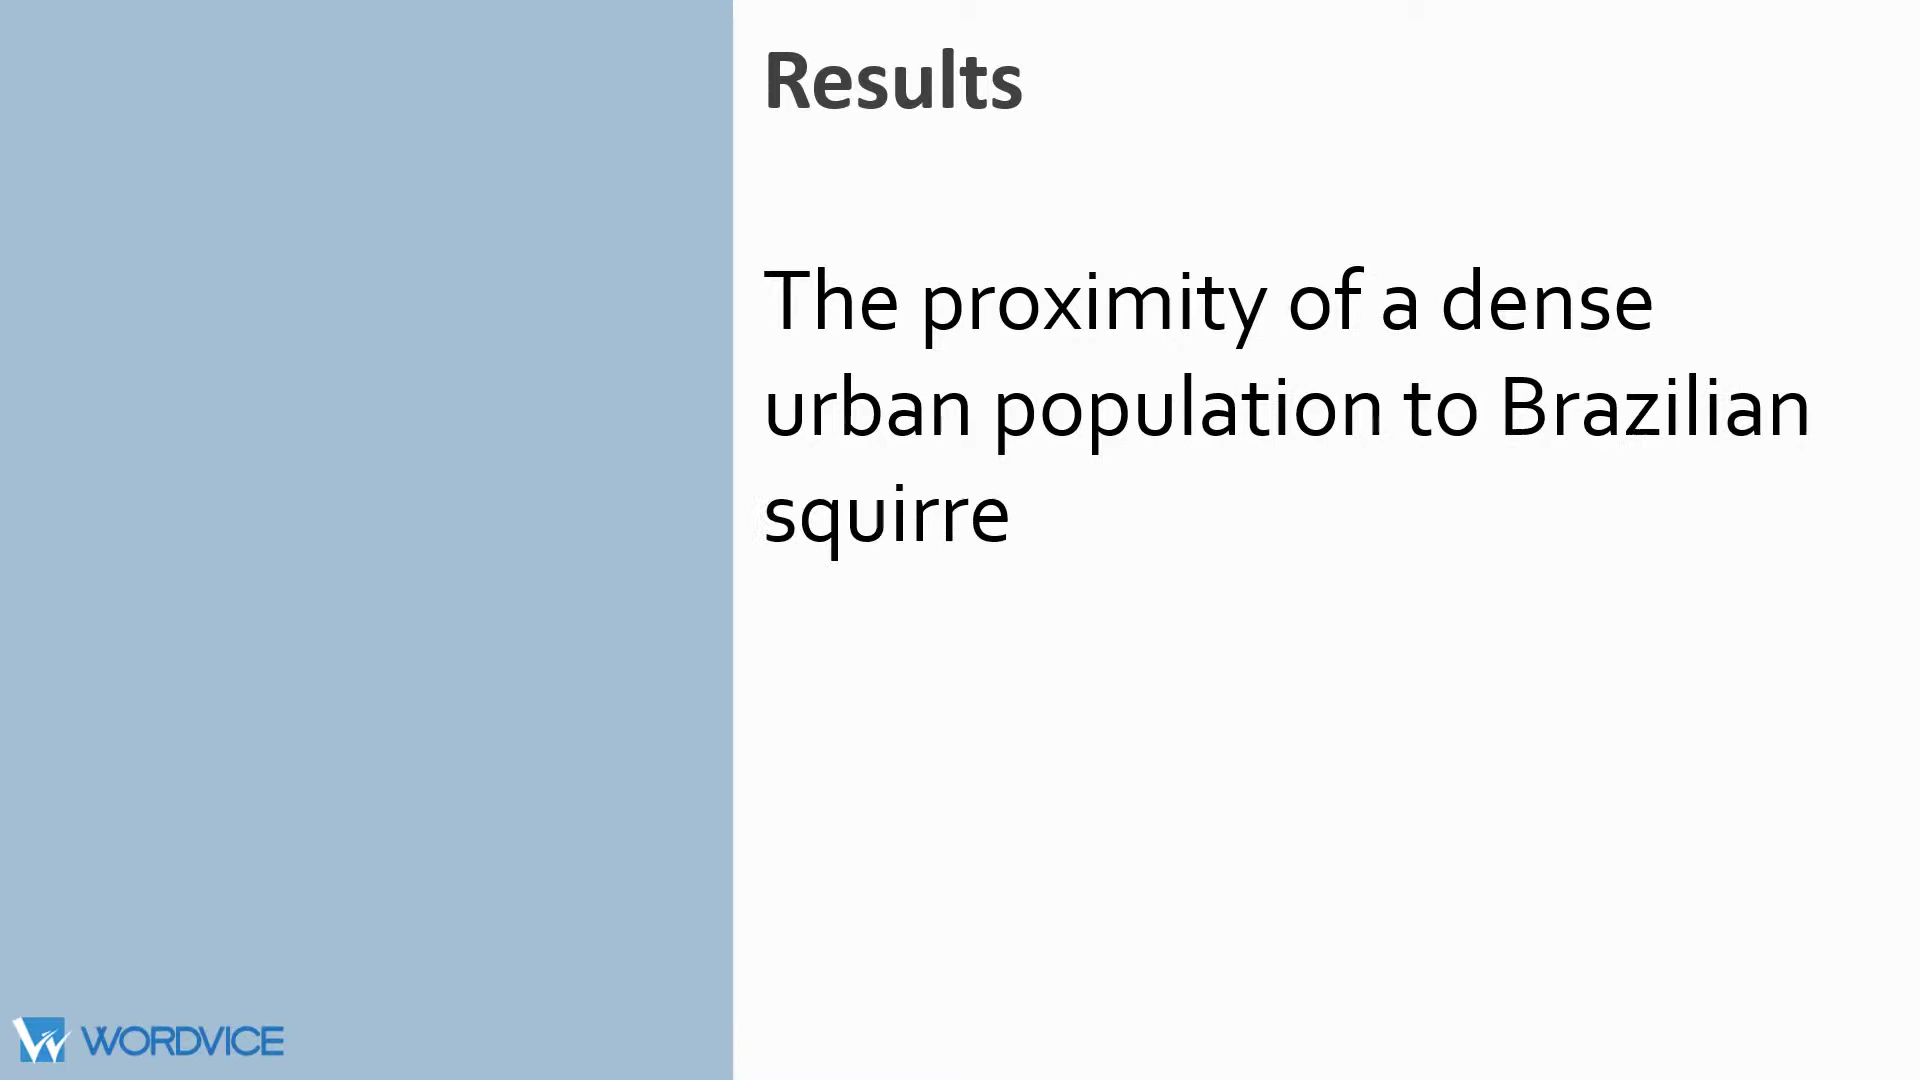 Results
The proximity of a dense
urban population to Brazilian
squirre
WORDVICE